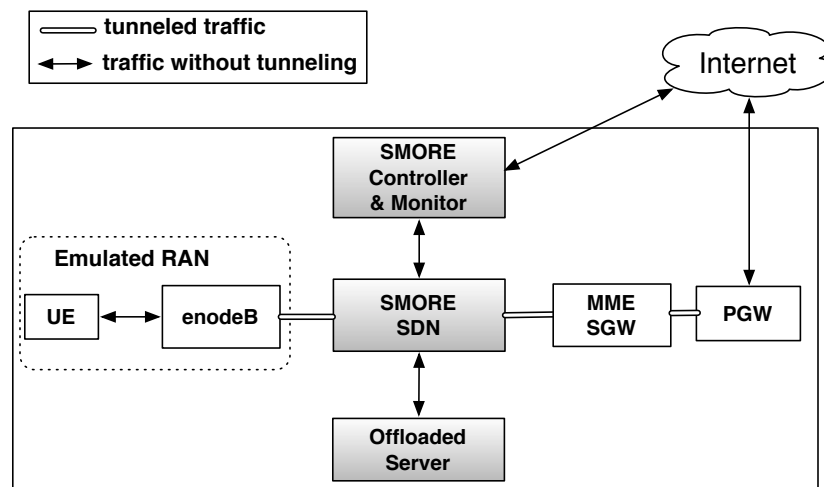 tunneled traffic
traffic without tunneling
Internet
SMORE
Controller
& Monitor
Emulated RAN
UE
enodeB
SMORE
SDN
MME
SGW
PGW
Offloaded
Server